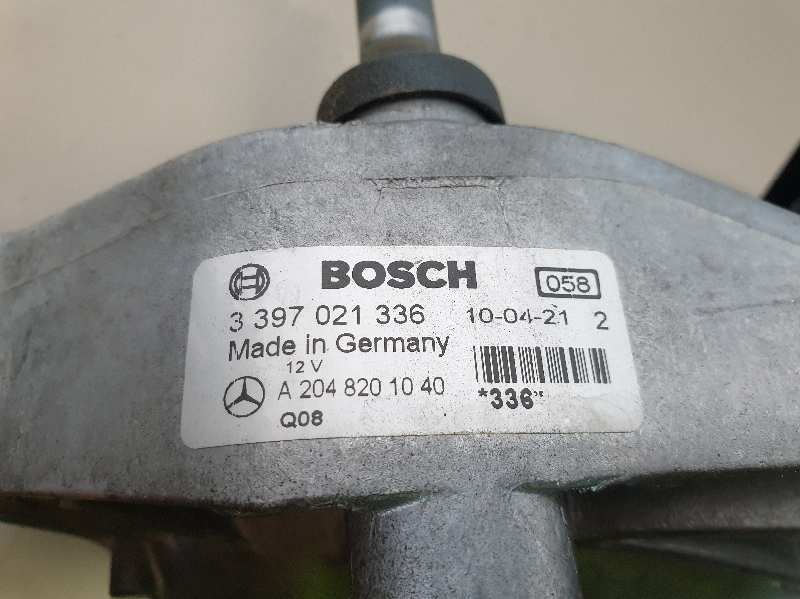 BOSCH 058
3 397 021 336 10-04-21 2
Made in Germany
12 V
A 204 820 10 40
*336*
Q08